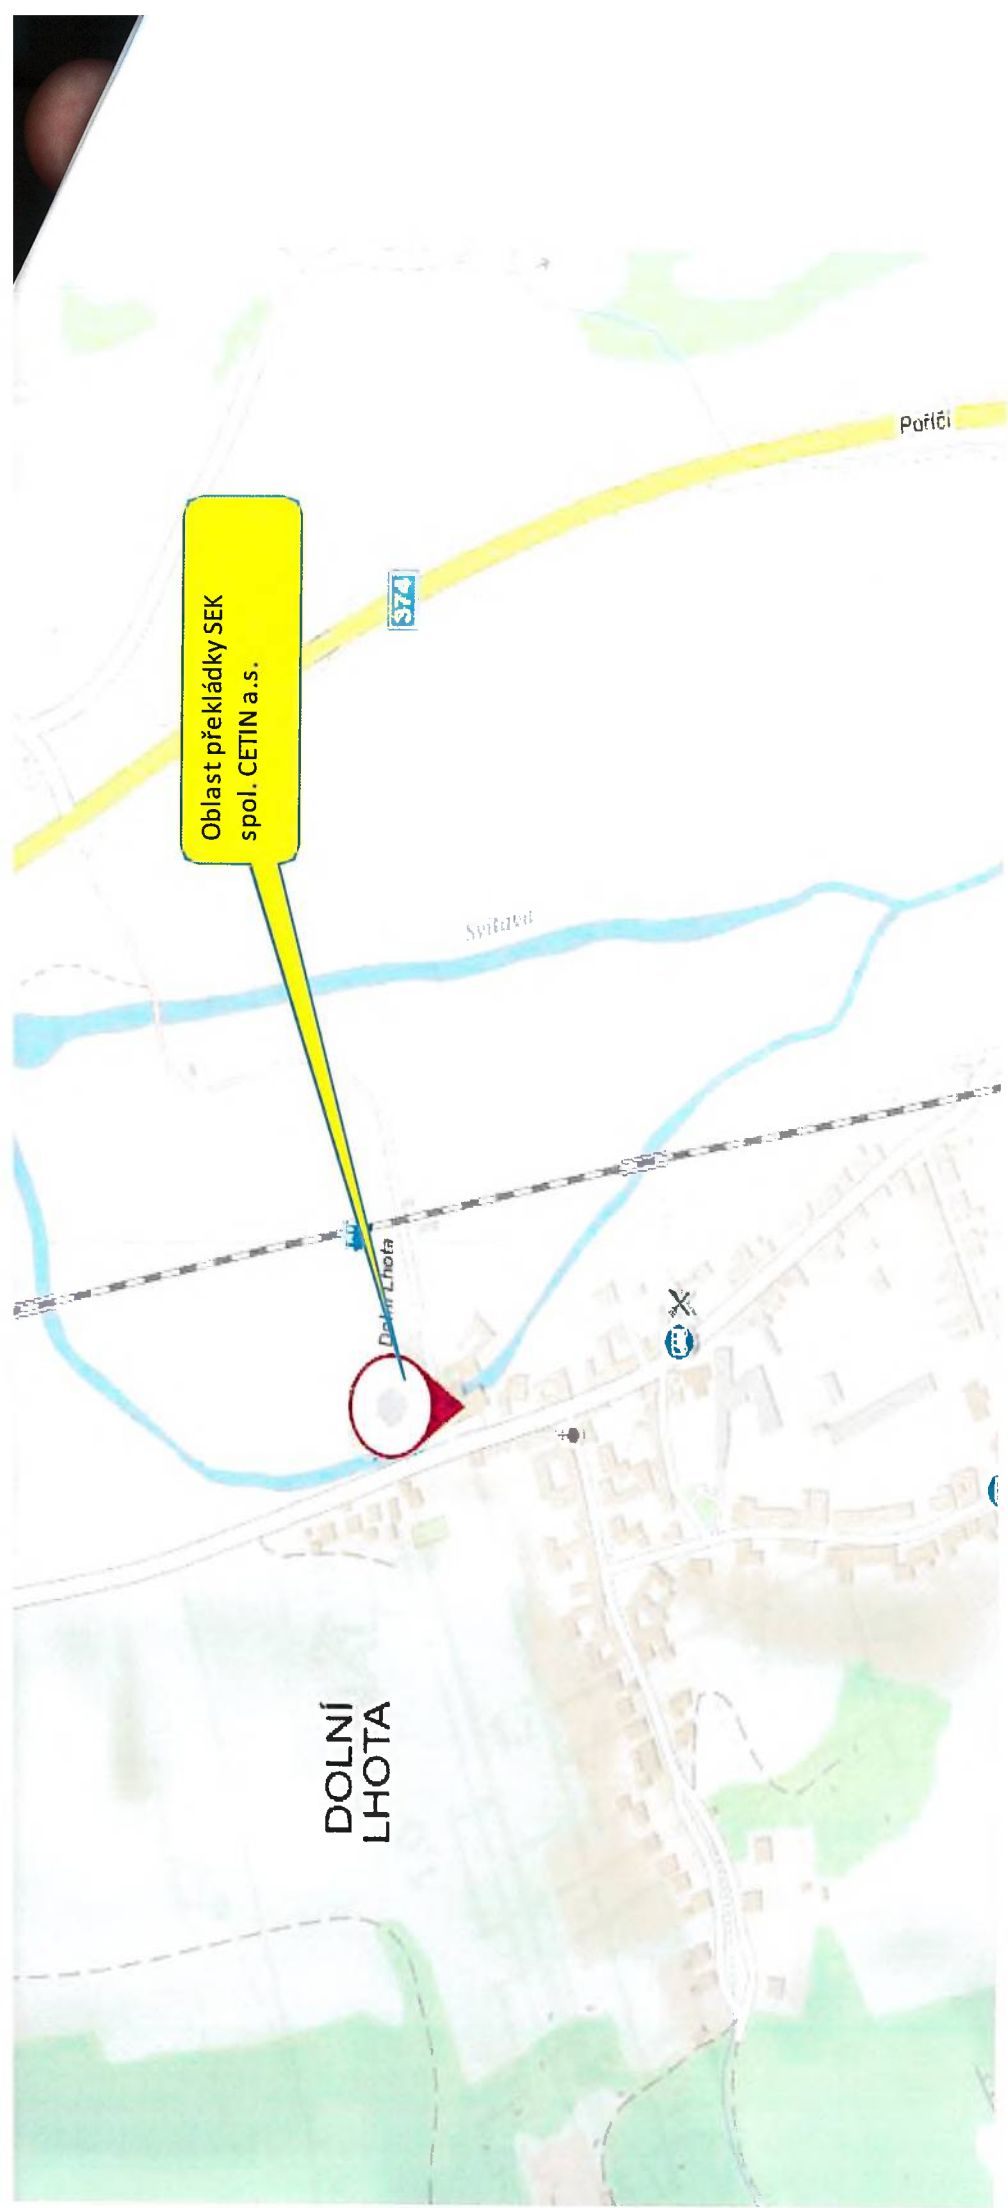 Oblast překládky SEK
spol. CETIN a.s.
374
Poříčí
Svitava
Dolní Lhota
DOLNÍ
LHOTA